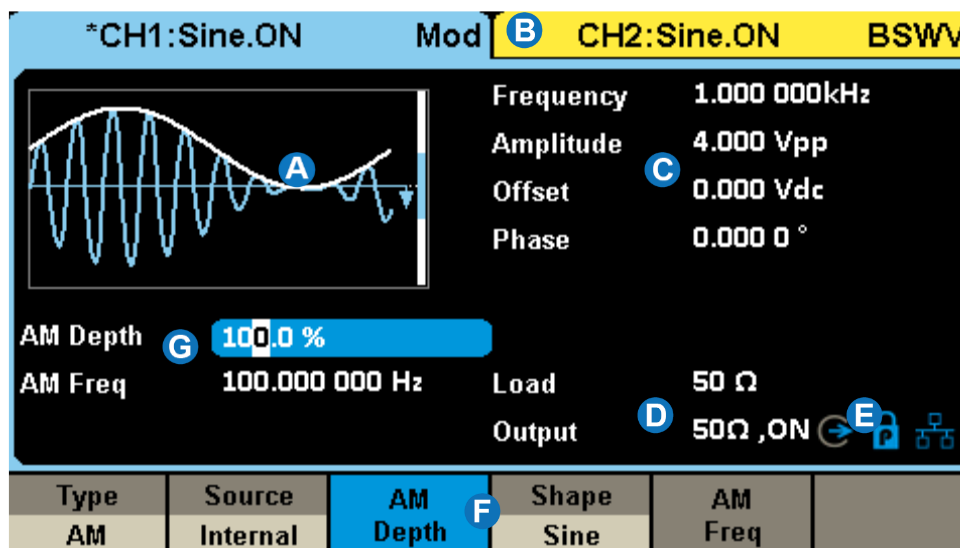 *CH1:Sine.ON Mod B CH2:Sine.ON BSWV
A
Frequency 1.000 000kHz
Amplitude 4.000 Vpp
C
Offset 0.000 Vdc
Phase 0.000 0 °
AM Depth G 100.0 %
AM Freq 100.000 000 Hz
Load 50 Ω
Output D 50Ω ,ON E P
Type Source AM Depth F Shape AM Freq
AM Internal Sine